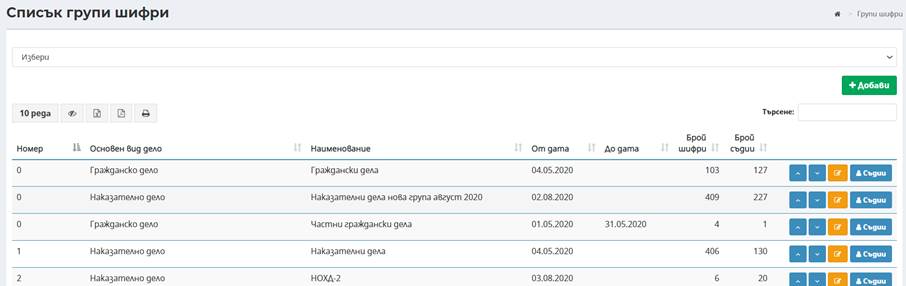 Списък групи шифри
> Групи шифри
Избери
+ Добави
10 реда
Търсене:
Номер Основен вид дело Наименование От дата До дата Брой шифри Брой съдии
0 Гражданско дело Граждански дела 04.05.2020 103 127 Съдии
0 Наказателно дело Наказателни дела нова група август 2020 02.08.2020 409 227 Съдии
0 Гражданско дело Частни граждански дела 01.05.2020 31.05.2020 4 1 Съдии
1 Наказателно дело Наказателни дела 04.05.2020 406 130 Съдии
2 Наказателно дело НОХД-2 03.08.2020 6 20 Съдии